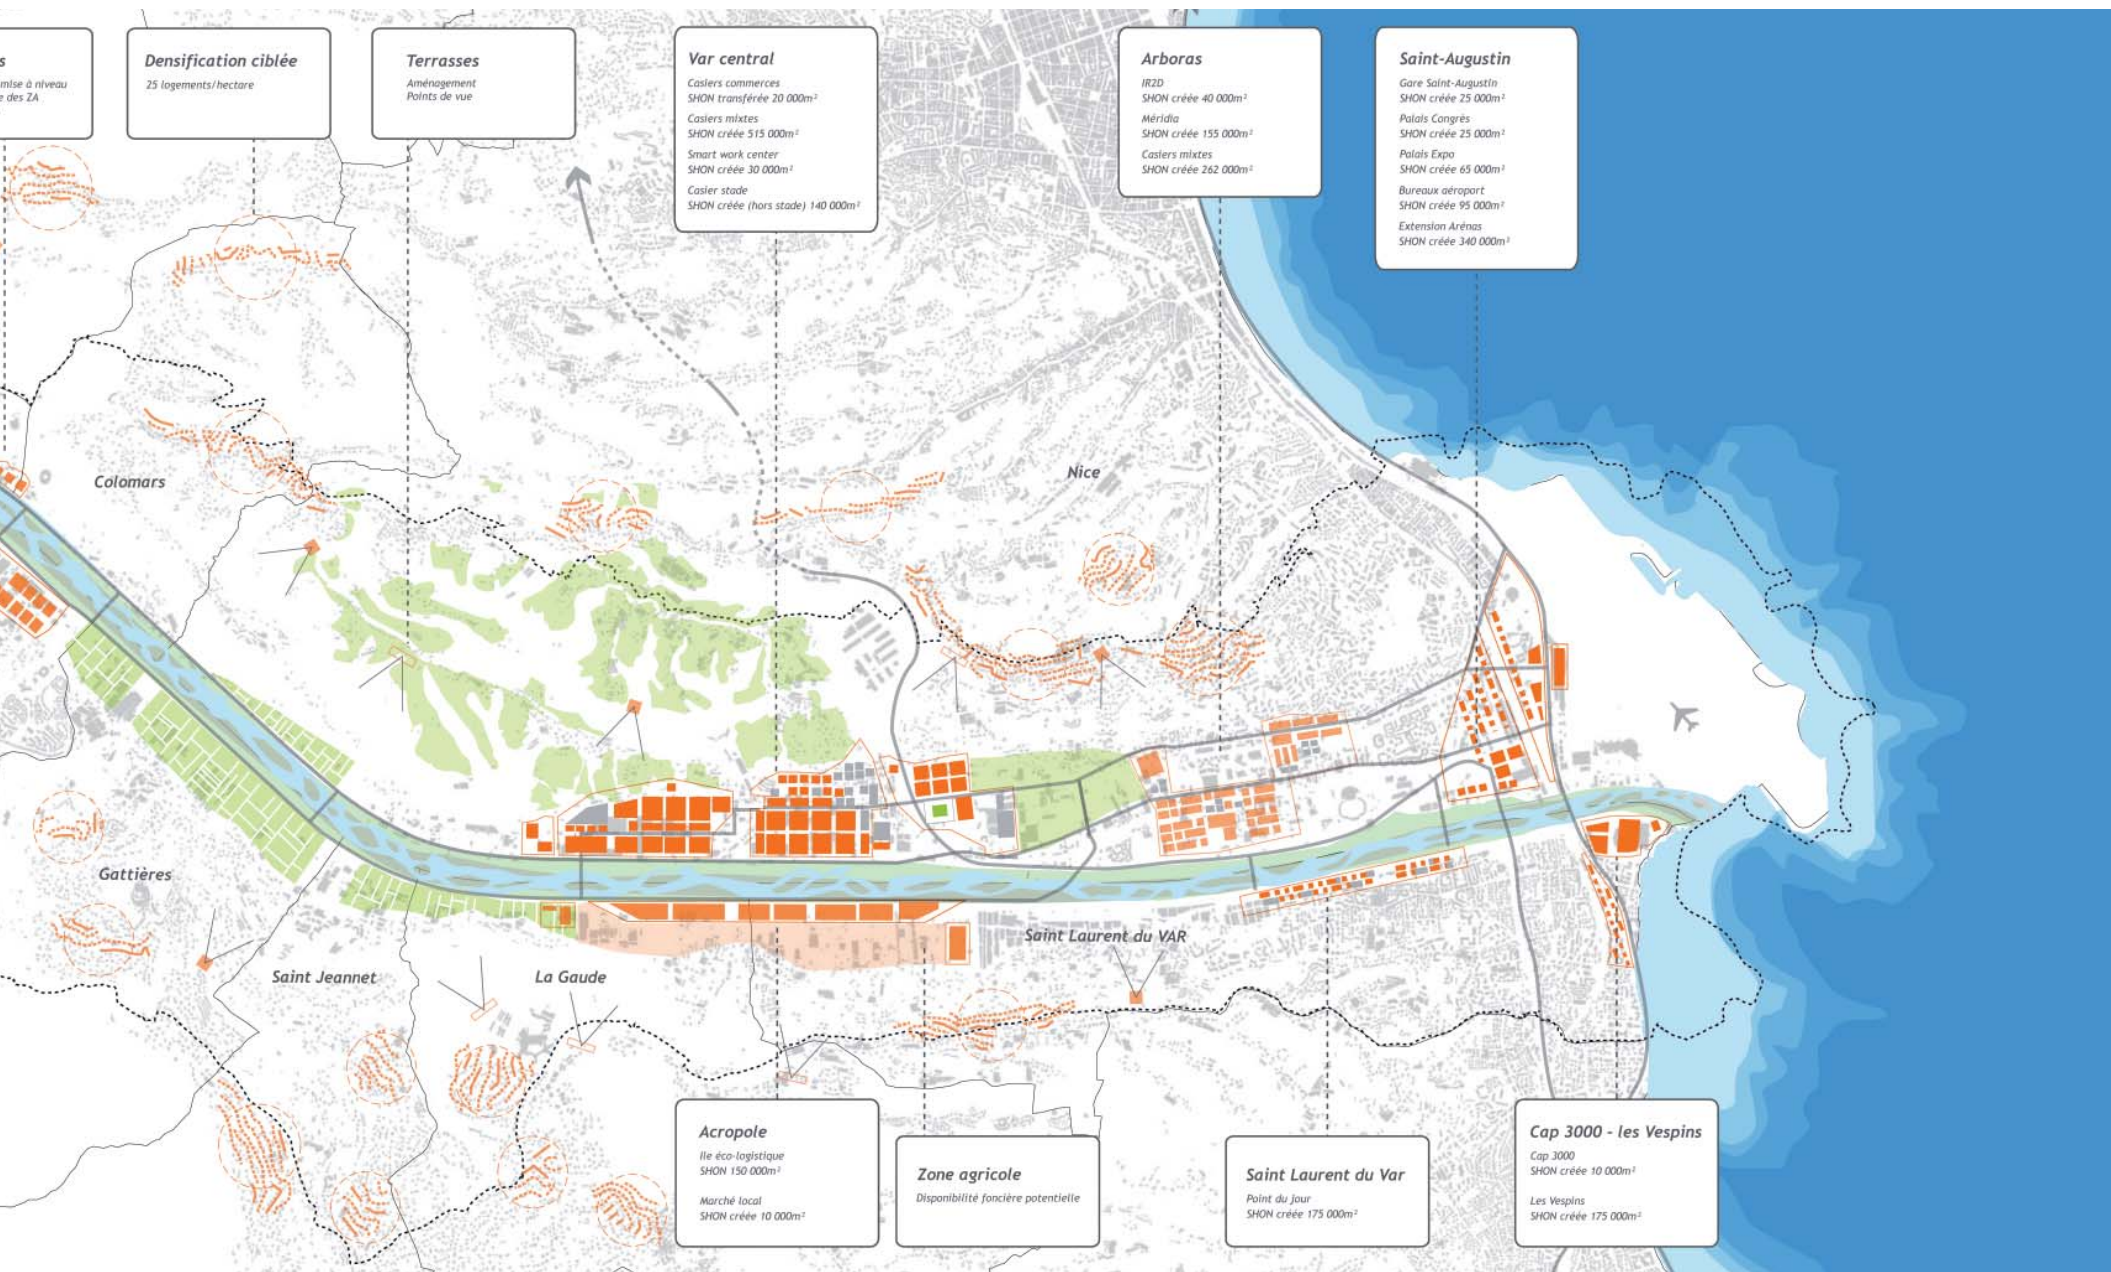 s
mise à niveau
e des ZA
Densification ciblée
25 logements/hectare
Terrasses
Aménagement
Points de vue
Var central
Casiers commerces
SHON transférée 20 000m²
Casiers mixtes
SHON créée 515 000m²
Smart work center
SHON créée 30 000m²
Casier stade
SHON créée (hors stade) 140 000m²
Arboras
IR2D
SHON créée 40 000m²
Méridia
SHON créée 155 000m²
Casiers mixtes
SHON créée 262 000m²
Saint-Augustin
Gare Saint-Augustin
SHON créée 25 000m²
Palais Congrès
SHON créée 25 000m²
Palais Expo
SHON créée 65 000m²
Bureaux aéroport
SHON créée 95 000m²
Extension Arénas
SHON créée 340 000m²
Nice
Colomars
Gattières
Saint Laurent du VAR
Saint Jeannet
La Gaude
Acropole
Ile éco-logistique
SHON 150 000m²
Marché local
SHON créée 10 000m²
Zone agricole
Disponibilité foncière potentielle
Saint Laurent du Var
Point du jour
SHON créée 175 000m²
Cap 3000 - les Vespins
Cap 3000
SHON créée 10 000m²
Les Vespins
SHON créée 175 000m²